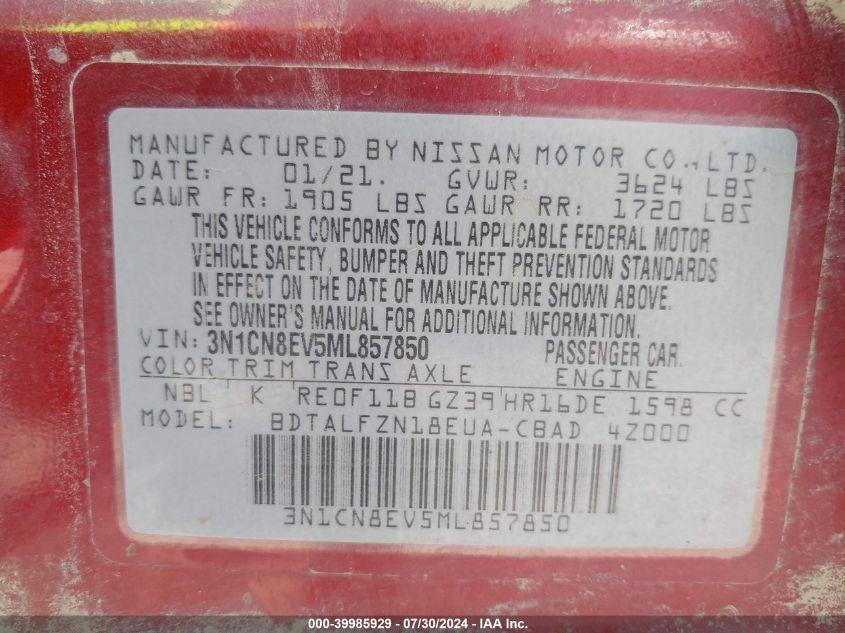 MANUFACTURED BY NISSAN MOTOR CO., LTD.
DATE: 01/21. GVWR: 3624 LBS
GAWR FR: 1905 LBS GAWR RR: 1720 LBS
THIS VEHICLE CONFORMS TO ALL APPLICABLE FEDERAL MOTOR
VEHICLE SAFETY, BUMPER AND THEFT PREVENTION STANDARDS
IN EFFECT ON THE DATE OF MANUFACTURE SHOWN ABOVE.
SEE OWNER'S MANUAL FOR ADDITIONAL INFORMATION.
VIN: 3N1CN8EV5ML857850 PASSENGER CAR.
COLOR TRIM TRANS AXLE ENGINE
NBL K RE0F11B GZ39 HR16DE 1598 CC
MODEL: BDTALFZN18EUA-CBAD 4Z000
3N1CN8EV5ML857850
000-39985929 / 07/30/2024 - IAAI.COM